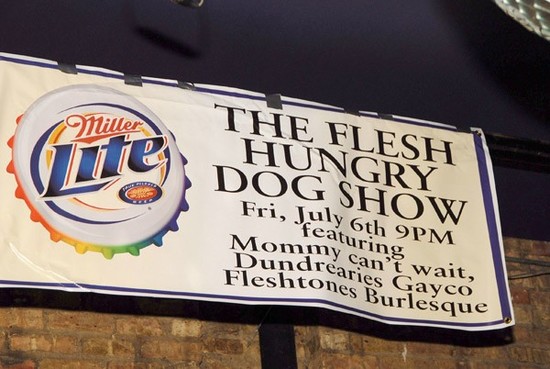 Miller
Lite
THE FLESH
HUNGRY
DOG SHOW
Fri, July 6th 9PM
featuring
Mommy can't wait,
Dundrearies Gayco
Fleshtones Burlesque